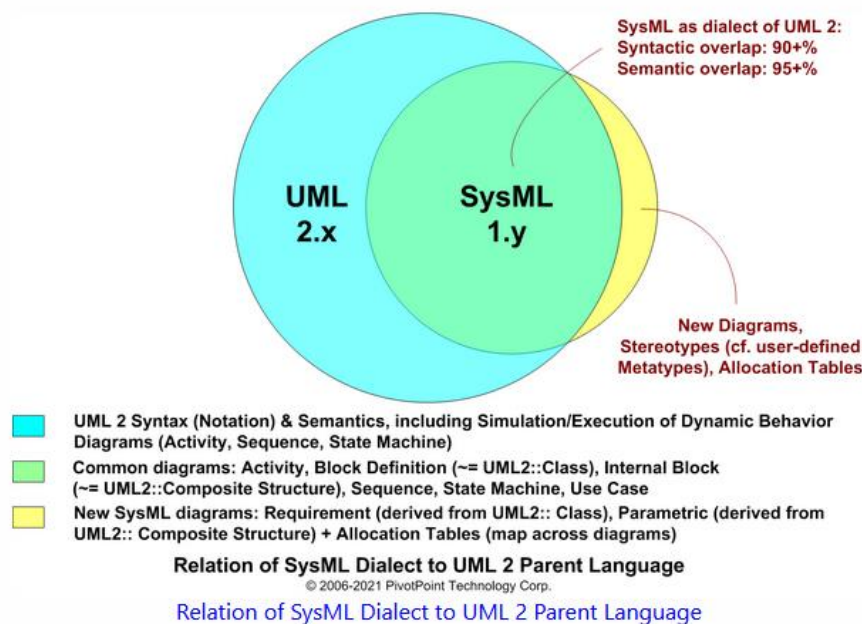 SysML as dialect of UML 2:
Syntactic overlap: 90+%
Semantic overlap: 95+%
UML
2.x
SysML
1.y
New Diagrams,
Stereotypes (cf. user-defined
Metatypes), Allocation Tables
UML 2 Syntax (Notation) & Semantics, including Simulation/Execution of Dynamic Behavior
Diagrams (Activity, Sequence, State Machine)
Common diagrams: Activity, Block Definition (~= UML2::Class), Internal Block
(~= UML2::Composite Structure), Sequence, State Machine, Use Case
New SysML diagrams: Requirement (derived from UML2:: Class), Parametric (derived from
UML2:: Composite Structure) + Allocation Tables (map across diagrams)
Relation of SysML Dialect to UML 2 Parent Language
© 2006-2021 PivotPoint Technology Corp.
Relation of SysML Dialect to UML 2 Parent Language